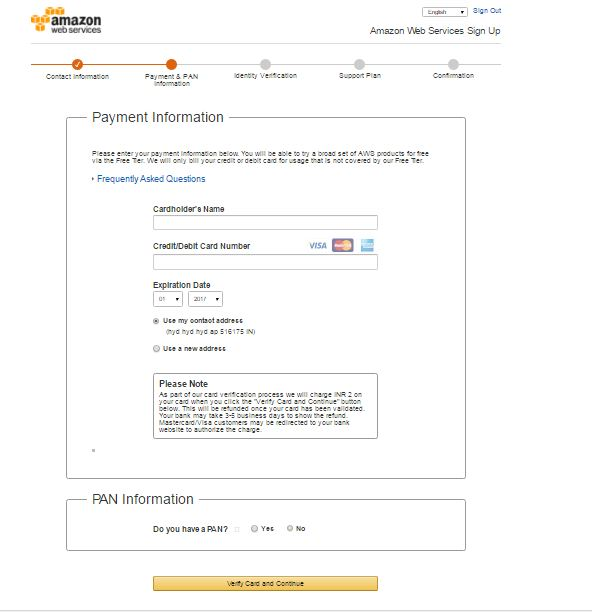 amazon
web services
English
Sign Out
Amazon Web Services Sign Up
Contact Information
Payment & PAN
Information
Identity Verification
Support Plan
Confirmation
Payment Information
Please enter your payment information below. You will be able to try a broad set of AWS products for free
via the Free Tier. We will only bill your credit or debit card for usage that is not covered by our Free Tier.
Frequently Asked Questions
Cardholder's Name
Credit/Debit Card Number
VISA
Expiration Date
01
2017
Use my contact address
(hyd hyd hyd ap 516175 IN)
Use a new address
Please Note
As part of our card verification process we will charge INR 2 on
your card when you click the "Verify Card and Continue" button
below. This will be refunded once your card has been validated.
Your bank may take 3-5 business days to show the refund.
Mastercard/Visa customers may be redirected to your bank
website to authorize the charge.
PAN Information
Do you have a PAN?
Yes
No
Verify Card and Continue